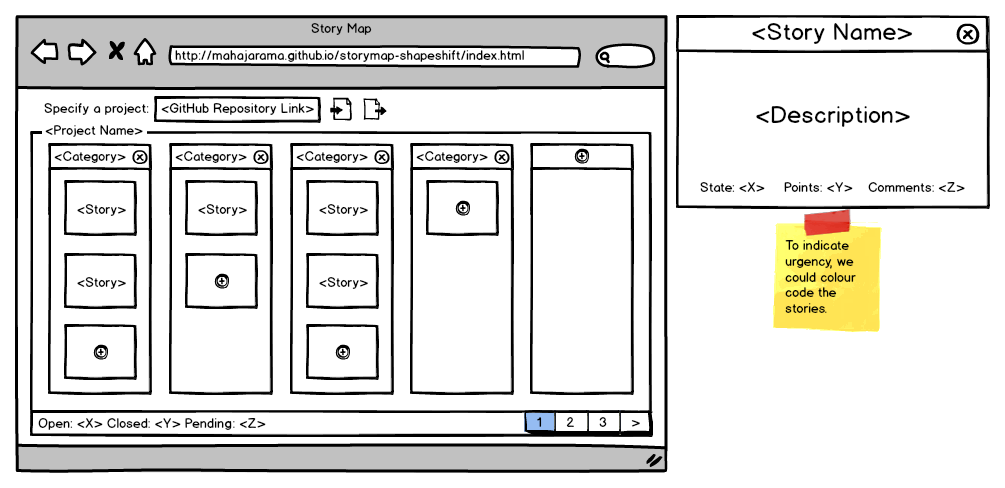 Story Map
http://mahajarama.github.io/storymap-shapeshift/index.html
Specify a project: <GitHub Repository Link>
<Project Name>
<Category> <Category> <Category> <Category>
<Story> <Story> <Story>
<Story> <Story>
Open: <X> Closed: <Y> Pending: <Z>
1 2 3 >
<Story Name>
<Description>
State: <X> Points: <Y> Comments: <Z>
To indicate
urgency, we
could colour
code the
stories.